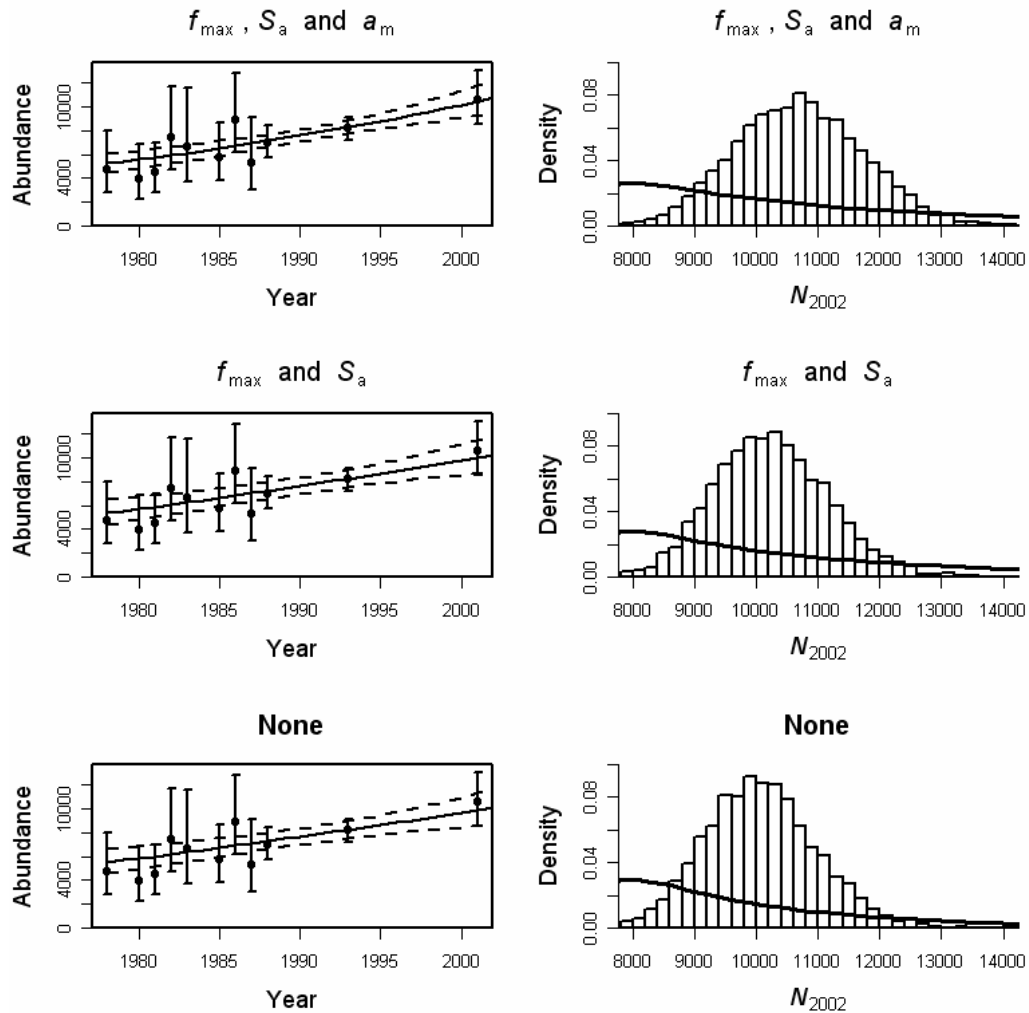 f max , S a and a m
Abundance
0 4000 10000
1980 1985 1990 1995 2000
Year
f max , S a and a m
Density
0.00 0.04 0.08
8000 9000 10000 11000 12000 13000 14000
N 2002
f max and S a
Abundance
0 4000 10000
1980 1985 1990 1995 2000
Year
f max and S a
Density
0.00 0.04 0.08
8000 9000 10000 11000 12000 13000 14000
N 2002
None
Abundance
0 4000 10000
1980 1985 1990 1995 2000
Year
None
Density
0.00 0.04 0.08
8000 9000 10000 11000 12000 13000 14000
N 2002